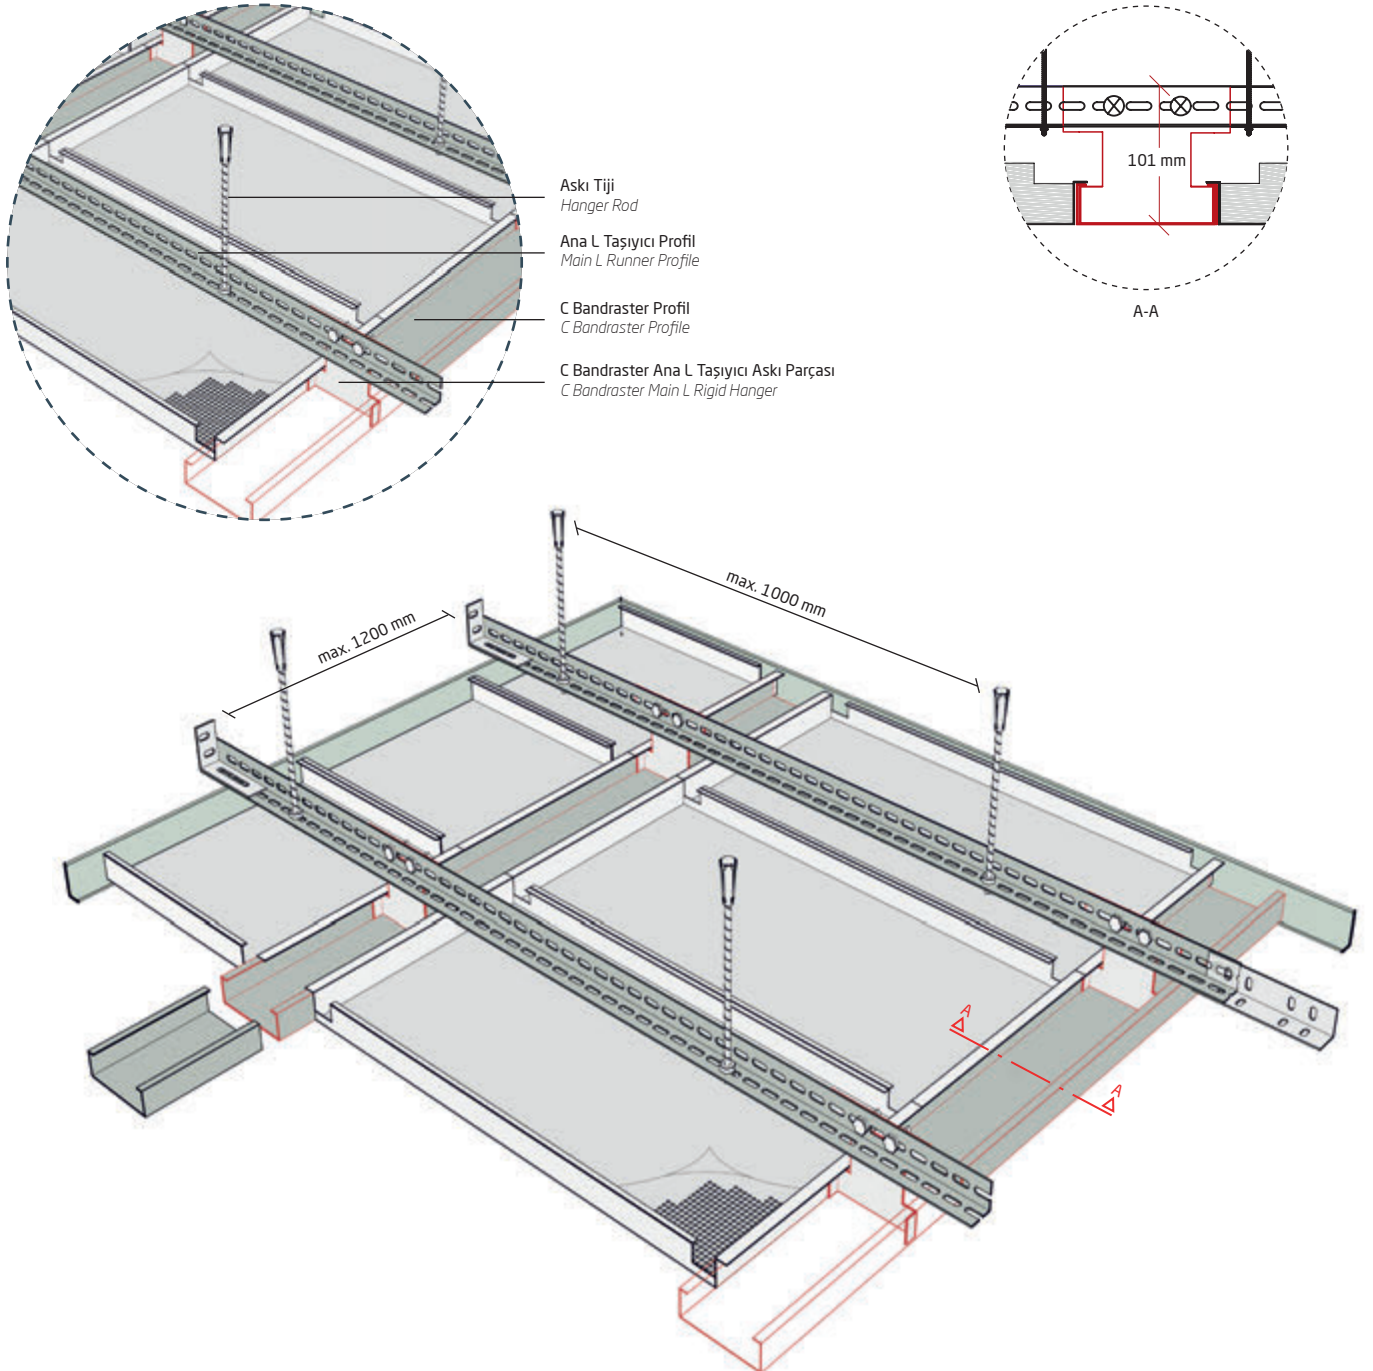 Askı Tiji
Hanger Rod
Ana L Taşıyıcı Profil
Main L Runner Profile
C Bandraster Profil
C Bandraster Profile
C Bandraster Ana L Taşıyıcı Askı Parçası
C Bandraster Main L Rigid Hanger
101 mm
A-A
max. 1200 mm
max. 1000 mm
A
A